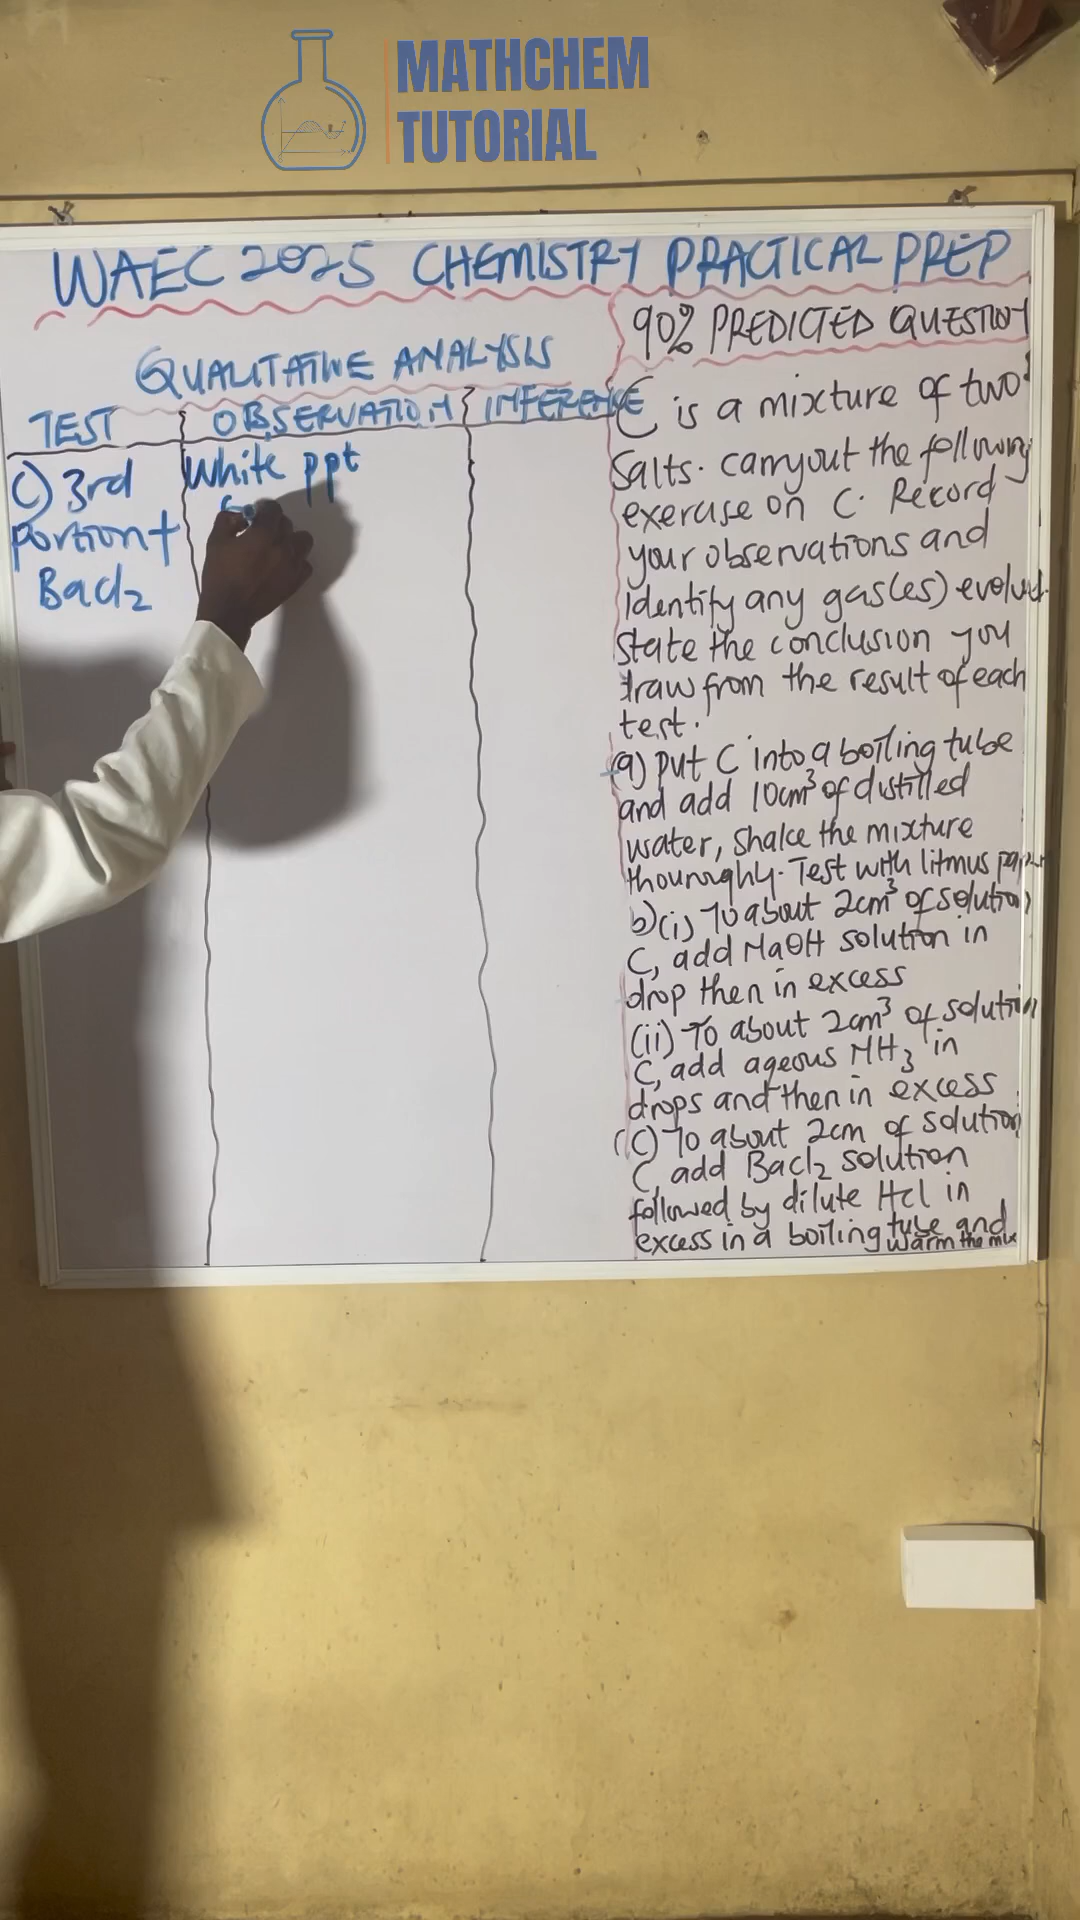 MATHCHEM
TUTORIAL
WAEC 2025 CHEMISTRY PRACTICAL PREP
90% PREDICTED QUESTION
QUALITATIVE ANALYSIS
TEST OBSERVATION INFERENCE
C) 3rd
portion +
Bacl2
White ppt
C is a mixture of two
salts. carryout the following
exercise on C. Record
your observations and
identify any gas(es) evolved.
state the conclusion you
draw from the result of each
test.
(a) put C into a boiling tube
and add 10cm³ of distilled
water, shake the mixture
thouroughly. Test with litmus paper
b)(i) To about 2cm³ of solution
C, add NaOH solution in
drop then in excess
(ii) To about 2cm³ of solution
C, add aqeous NH3 in
drops and then in excess
(C) To about 2cm of solution
C, add Bacl2 solution
followed by dilute Hcl in
excess in a boiling tube and
warm the mix